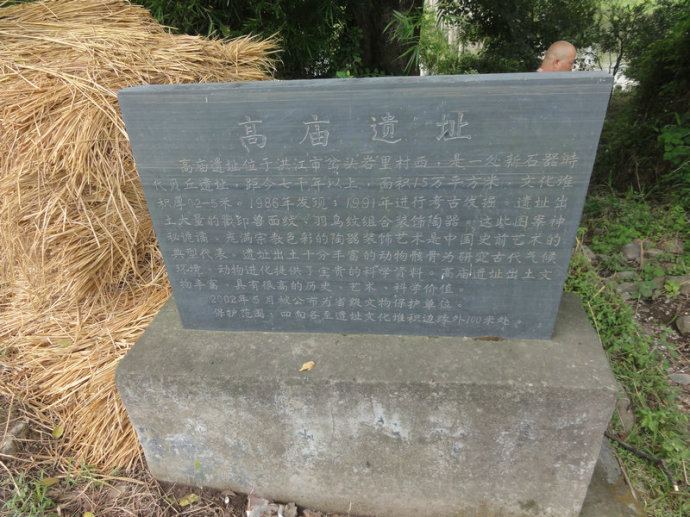 高庙遗址
高庙遗址位于洪江市岔头岩里村西，是一处新石器时
代贝丘遗址，距今七千年以上，面积15万平方米，文化堆
积厚02-5米。1986年发现；1991年进行考古发掘。遗址出
土大量的戳印兽面纹、羽鸟纹组合装饰陶器，这些图案神
秘诡谲，充满宗教色彩的陶器装饰艺术是中国史前艺术的
典型代表。遗址出土十分丰富的动物骸骨为研究古代气候
环境，动物进化提供了宝贵的科学资料。高庙遗址出土文
物丰富，具有很高的历史、艺术、科学价值。
2002年5月被公布为省级文物保护单位。
保护范围：四向各至遗址文化堆积边缘外100米处。